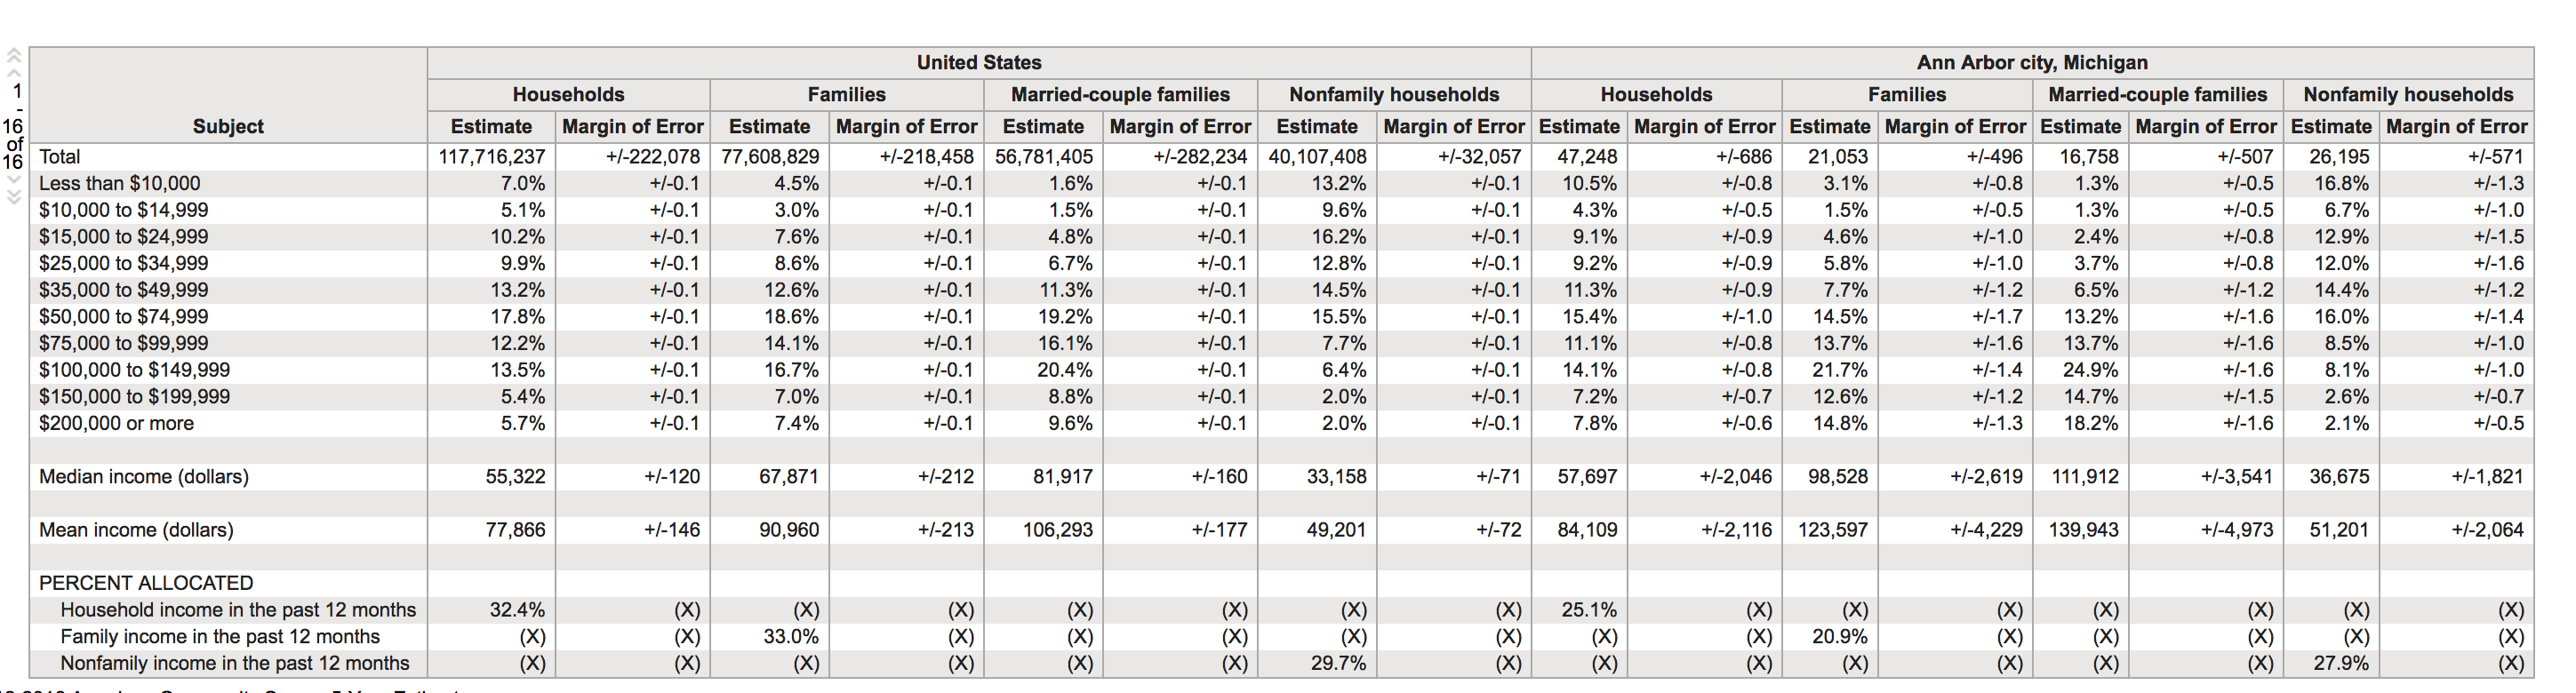 United States Ann Arbor city, Michigan
Households Families Married-couple families Nonfamily households Households Families Married-couple families Nonfamily households
Subject Estimate Margin of Error Estimate Margin of Error Estimate Margin of Error Estimate Margin of Error Estimate Margin of Error Estimate Margin of Error Estimate Margin of Error Estimate Margin of Error
1
-
16
of
16
Total 117,716,237 +/-222,078 77,608,829 +/-218,458 56,781,405 +/-282,234 40,107,408 +/-32,057 47,248 +/-686 21,053 +/-496 16,758 +/-507 26,195 +/-571
Less than $10,000 7.0% +/-0.1 4.5% +/-0.1 1.6% +/-0.1 13.2% +/-0.1 10.5% +/-0.8 3.1% +/-0.8 1.3% +/-0.5 16.8% +/-1.3
$10,000 to $14,999 5.1% +/-0.1 3.0% +/-0.1 1.5% +/-0.1 9.6% +/-0.1 4.3% +/-0.5 1.5% +/-0.5 1.3% +/-0.5 6.7% +/-1.0
$15,000 to $24,999 10.2% +/-0.1 7.6% +/-0.1 4.8% +/-0.1 16.2% +/-0.1 9.1% +/-0.9 4.6% +/-1.0 2.4% +/-0.8 12.9% +/-1.5
$25,000 to $34,999 9.9% +/-0.1 8.6% +/-0.1 6.7% +/-0.1 12.8% +/-0.1 9.2% +/-0.9 5.8% +/-1.0 3.7% +/-0.8 12.0% +/-1.6
$35,000 to $49,999 13.2% +/-0.1 12.6% +/-0.1 11.3% +/-0.1 14.5% +/-0.1 11.3% +/-0.9 7.7% +/-1.2 6.5% +/-1.2 14.4% +/-1.2
$50,000 to $74,999 17.8% +/-0.1 18.6% +/-0.1 19.2% +/-0.1 15.5% +/-0.1 15.4% +/-1.0 14.5% +/-1.7 13.2% +/-1.6 16.0% +/-1.4
$75,000 to $99,999 12.2% +/-0.1 14.1% +/-0.1 16.1% +/-0.1 7.7% +/-0.1 11.1% +/-0.8 13.7% +/-1.6 13.7% +/-1.6 8.5% +/-1.0
$100,000 to $149,999 13.5% +/-0.1 16.7% +/-0.1 20.4% +/-0.1 6.4% +/-0.1 14.1% +/-0.8 21.7% +/-1.4 24.9% +/-1.6 8.1% +/-1.0
$150,000 to $199,999 5.4% +/-0.1 7.0% +/-0.1 8.8% +/-0.1 2.0% +/-0.1 7.2% +/-0.7 12.6% +/-1.2 14.7% +/-1.5 2.6% +/-0.7
$200,000 or more 5.7% +/-0.1 7.4% +/-0.1 9.6% +/-0.1 2.0% +/-0.1 7.8% +/-0.6 14.8% +/-1.3 18.2% +/-1.6 2.1% +/-0.5
Median income (dollars) 55,322 +/-120 67,871 +/-212 81,917 +/-160 33,158 +/-71 57,697 +/-2,046 98,528 +/-2,619 111,912 +/-3,541 36,675 +/-1,821
Mean income (dollars) 77,866 +/-146 90,960 +/-213 106,293 +/-177 49,201 +/-72 84,109 +/-2,116 123,597 +/-4,229 139,943 +/-4,973 51,201 +/-2,064
PERCENT ALLOCATED
Household income in the past 12 months 32.4% (X) (X) (X) (X) (X) (X) (X) 25.1% (X) (X) (X) (X) (X) (X) (X)
Family income in the past 12 months (X) (X) 33.0% (X) (X) (X) (X) (X) (X) (X) 20.9% (X) (X) (X) (X) (X)
Nonfamily income in the past 12 months (X) (X) (X) (X) (X) (X) 29.7% (X) (X) (X) (X) (X) (X) (X) 27.9% (X)